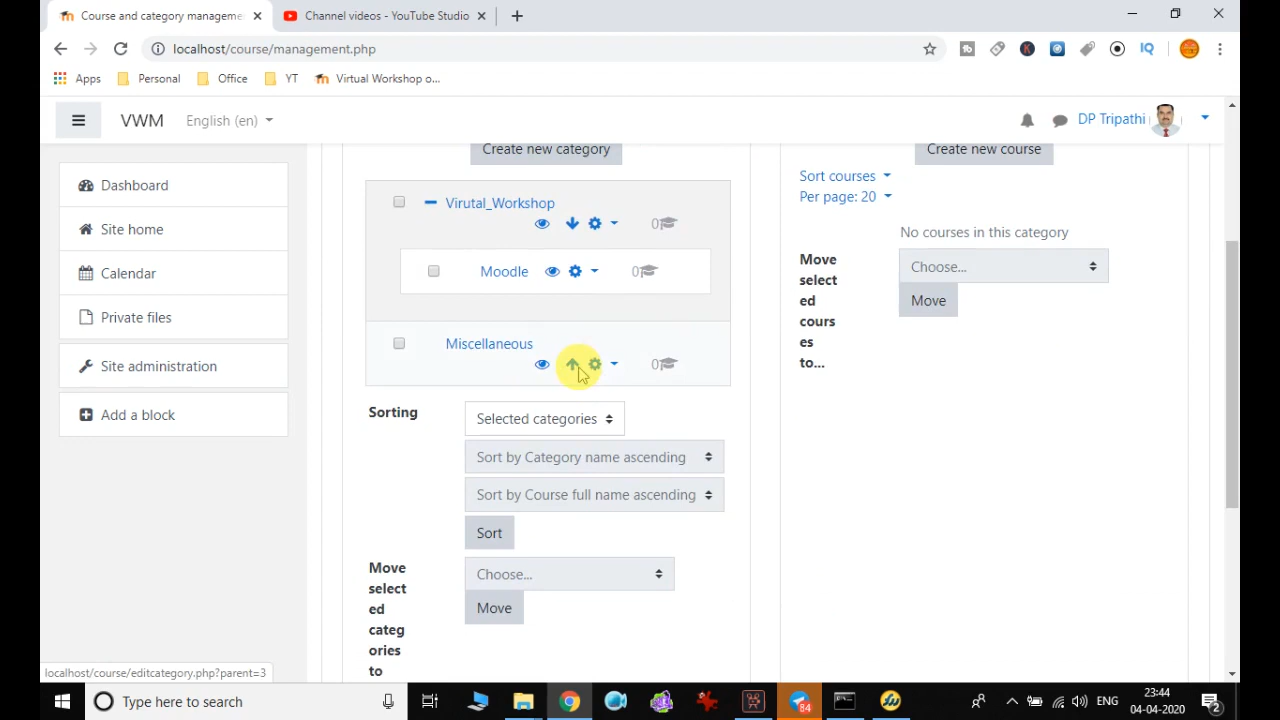 Course and category manageme
Channel videos - YouTube Studio
localhost/course/management.php
IQ
Apps
Personal
Office
YT
Virtual Workshop o...
VWM
English (en)
DP Tripathi
Dashboard
Site home
Calendar
Private files
Site administration
Add a block
Create new category
Virutal_Workshop
0
Moodle
0
Miscellaneous
0
Sorting
Selected categories
Sort by Category name ascending
Sort by Course full name ascending
Sort
Move
select
ed
categ
ories
to
Choose...
Move
Create new course
Sort courses
Per page: 20
No courses in this category
Move
select
ed
cours
es
to...
Choose...
Move
localhost/course/editcategory.php?parent=3
Type here to search
84
ENG
23:44
04-04-2020
2